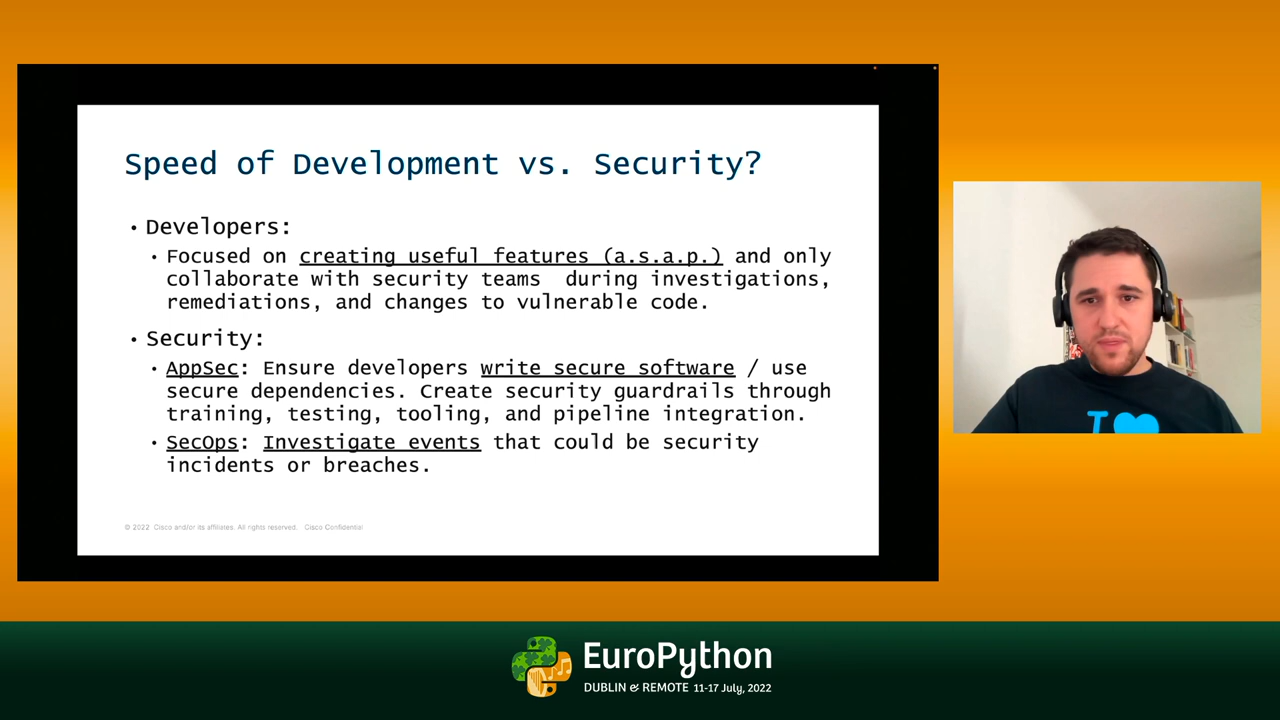 Speed of Development vs. Security?
• Developers:
• Focused on creating useful features (a.s.a.p.) and only
collaborate with security teams during investigations,
remediations, and changes to vulnerable code.
• Security:
• AppSec: Ensure developers write secure software / use
secure dependencies. Create security guardrails through
training, testing, tooling, and pipeline integration.
• SecOps: Investigate events that could be security
incidents or breaches.
© 2022 Cisco and/or its affiliates. All rights reserved. Cisco Confidential
I
EuroPython
DUBLIN & REMOTE 11-17 July, 2022